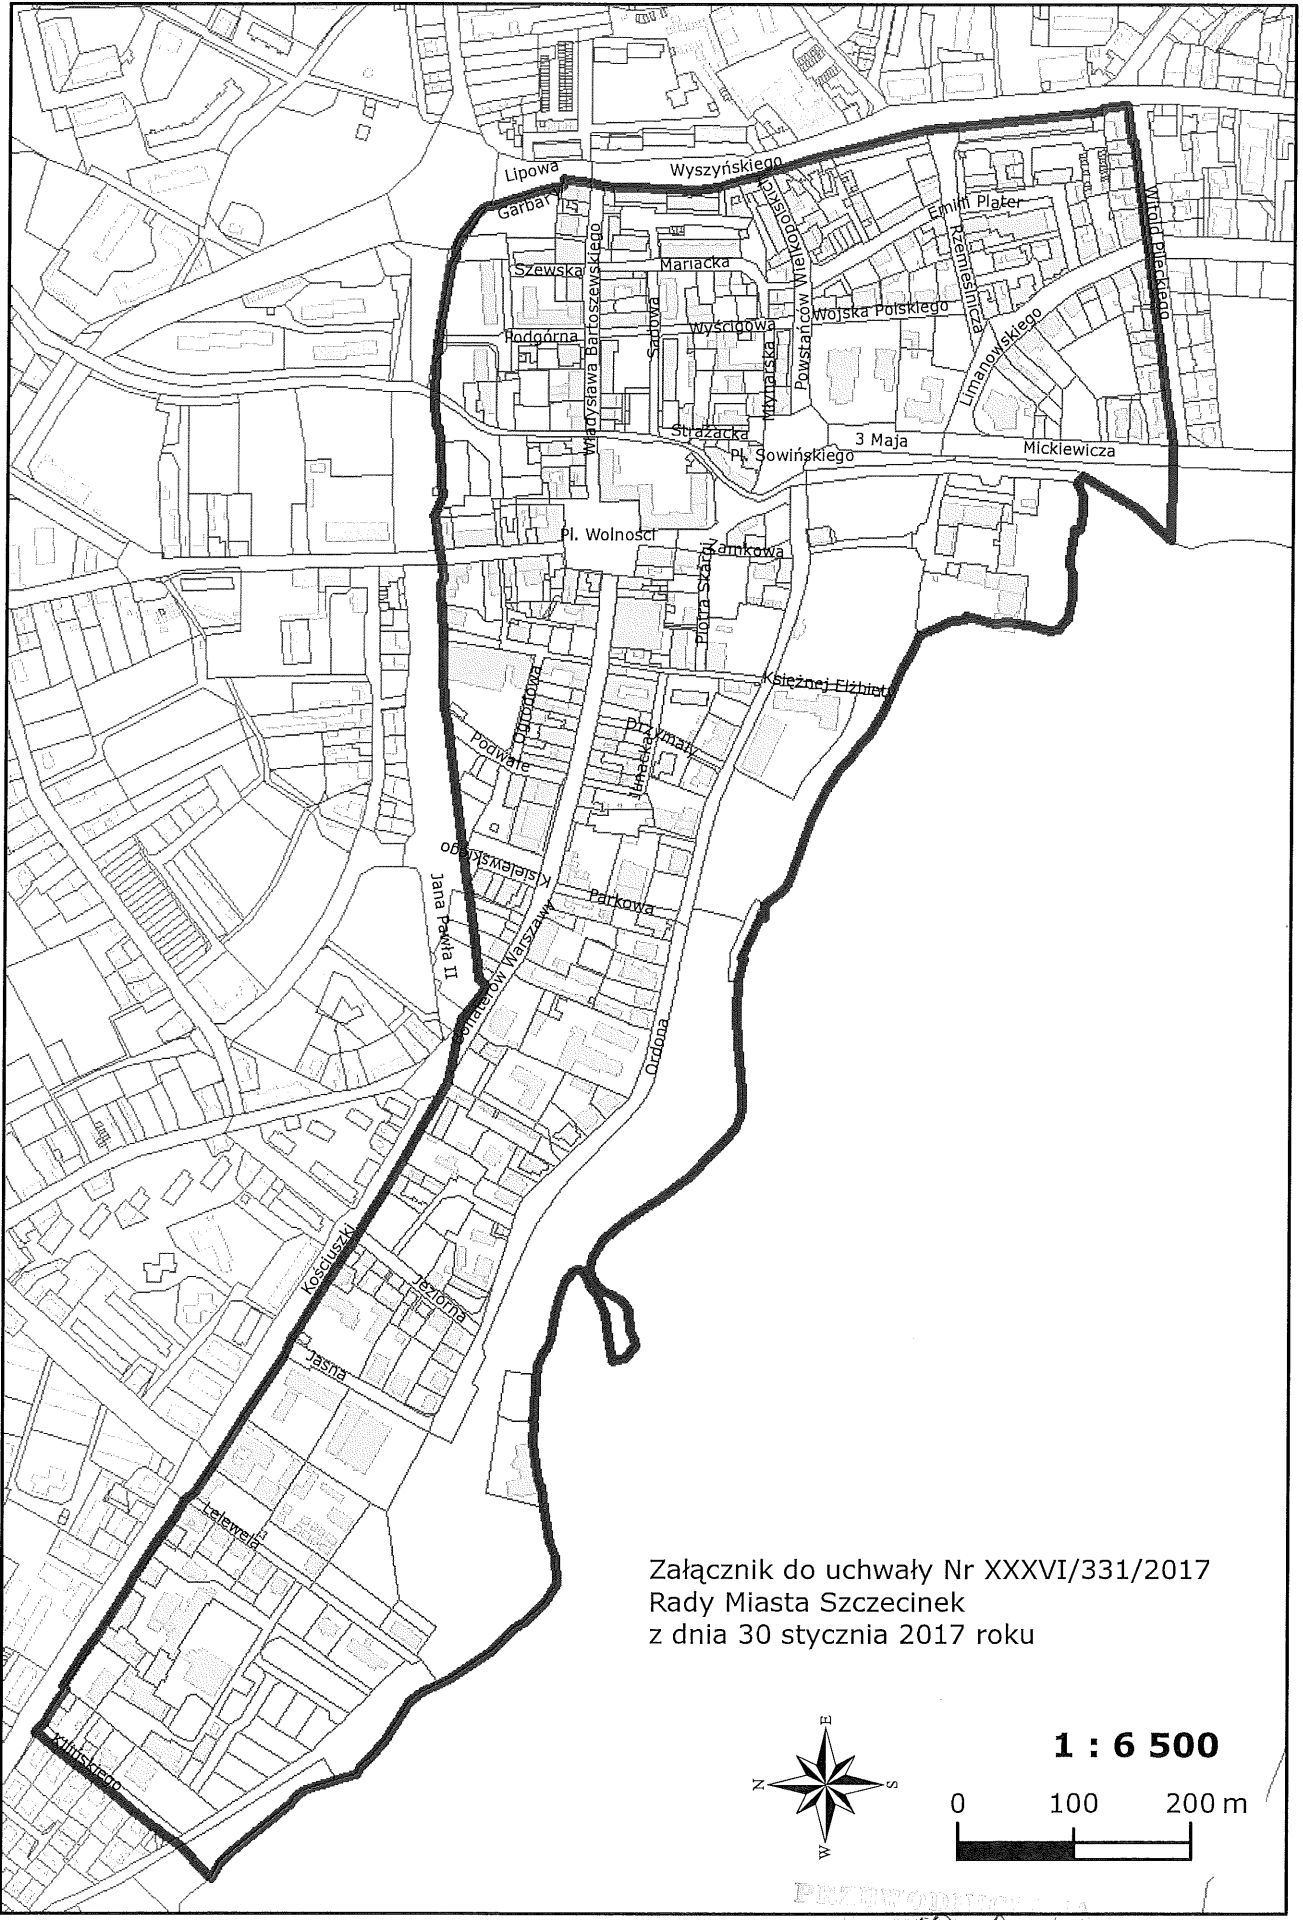 Lipowa
Wyszyńskiego
Garbary
Emilii Plater
Witolda Pileckiego
Wielkopolskich
Powstańców
Rzemieślnicza
Szewska
Mariacka
Władysława Bartoszewskiego
Sądowa
Wojska Polskiego
Podgórna
Wyścigowa
Młynarska
Limanowskiego
Strażacka
3 Maja
Mickiewicza
Pl. Sowińskiego
Pl. Wolności
Zamkowa
Piotra Skargi
Księżnej Elżbiety
Ogrodowa
Drzymały
Podwale
Junacka
Kisielewskiego
Parkowa
Jana Pawła II
Bohaterów Warszawy
Ordona
Kościuszki
Jeziorna
Jasna
Lelewela
Kilińskiego
Załącznik do uchwały Nr XXXVI/331/2017
Rady Miasta Szczecinek
z dnia 30 stycznia 2017 roku
E
N
S
W
1 : 6 500
0 100 200 m